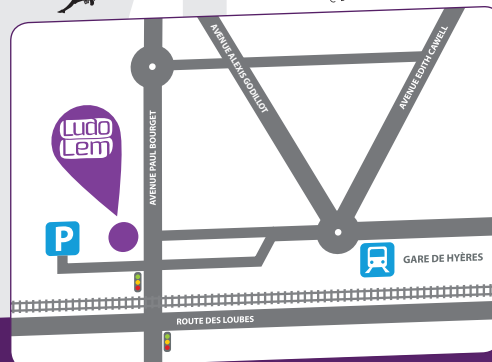 AVENUE ALEXIS GODILLOT
AVENUE EDITH CAWELL
AVENUE PAUL BOURGET
Ludo
Lem
P
GARE DE HYÈRES
ROUTE DES LOUBES